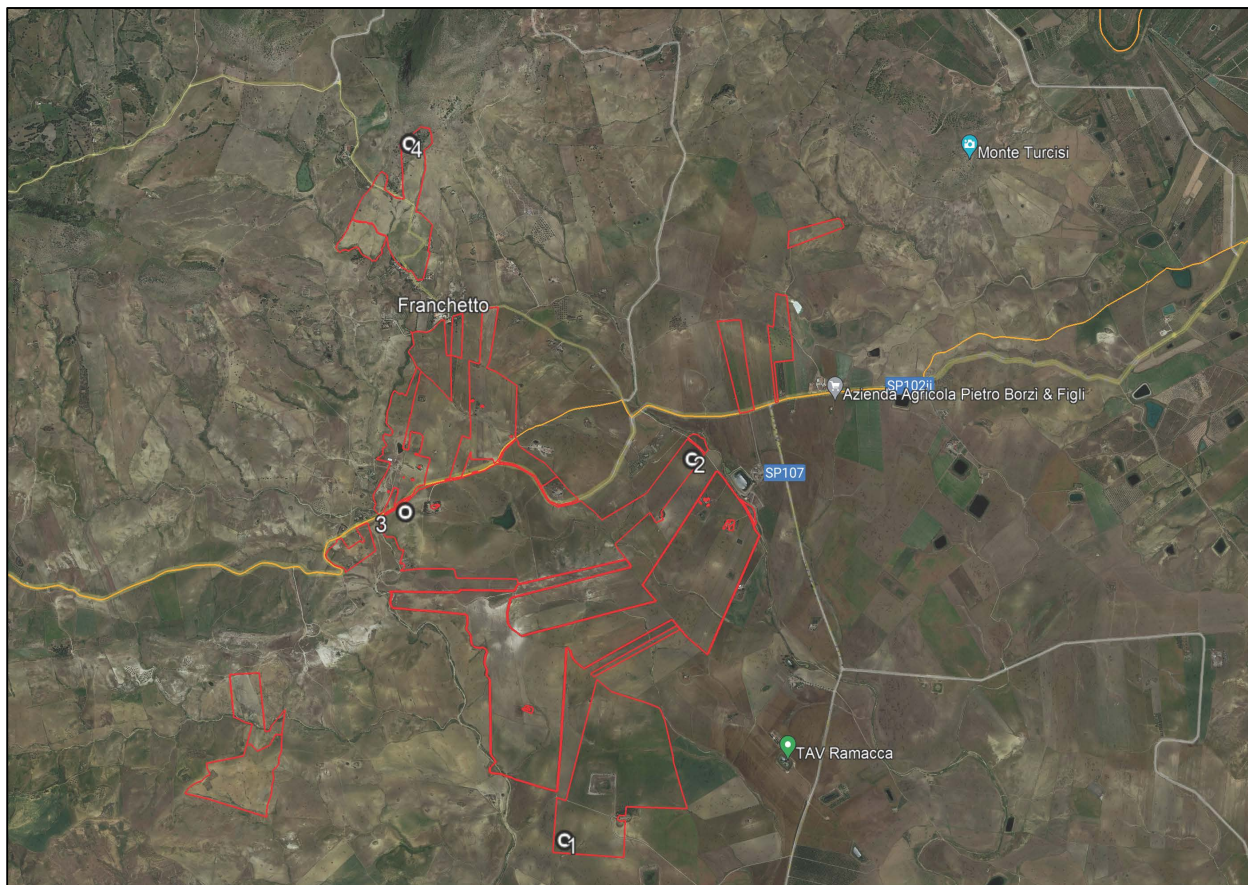 4
Monte Turcisi
Franchetto
SP102ii
Azienda Agricola Pietro Borzì & Figli
2
SP107
3
TAV Ramacca
1